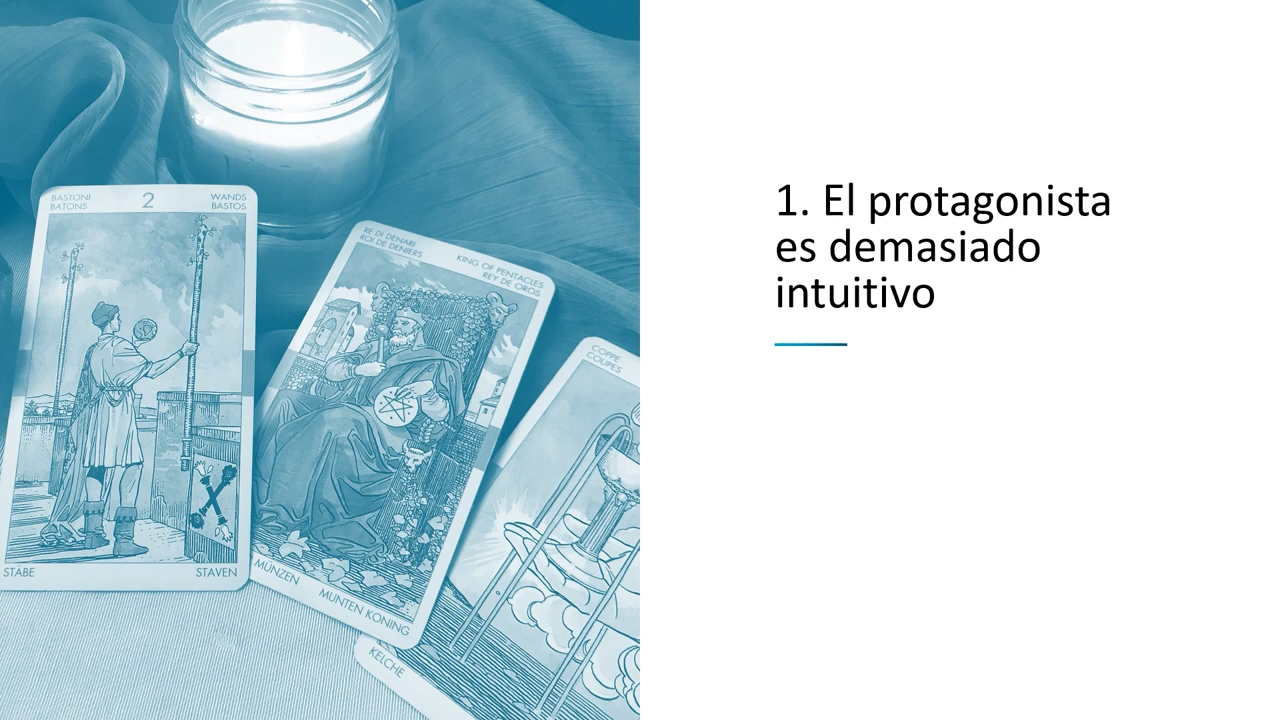 BASTONI
BATONS
2
WANDS
BASTOS
STÄBE
STAVEN
RE DI DENARI
ROI DE DENIERS
KING OF PENTACLES
REY DE OROS
MÜNZEN
MUNTEN KONING
COPPE
COUPES
KELCHE
1. El protagonista
es demasiado
intuitivo